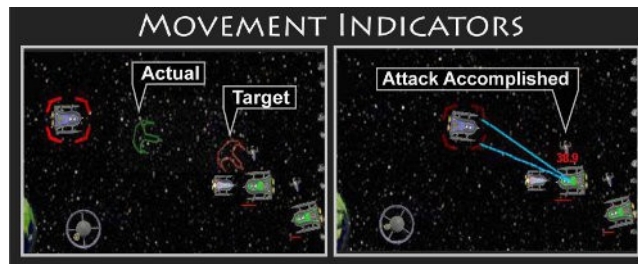 MOVEMENT INDICATORS
Actual
Target
Attack Accomplished
38.9